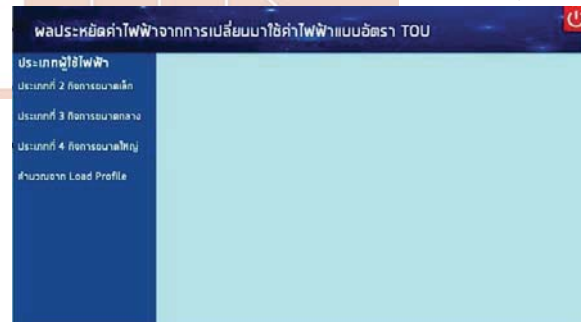 ผลประหยัดค่าไฟฟ้าจากการเปลี่ยนมาใช้ค่าไฟฟ้าแบบอัตรา TOU
ประเภทผู้ใช้ไฟฟ้า
ประเภทที่ 2 กิจการขนาดเล็ก
ประเภทที่ 3 กิจการขนาดกลาง
ประเภทที่ 4 กิจการขนาดใหญ่
คำนวณจาก Load Profile